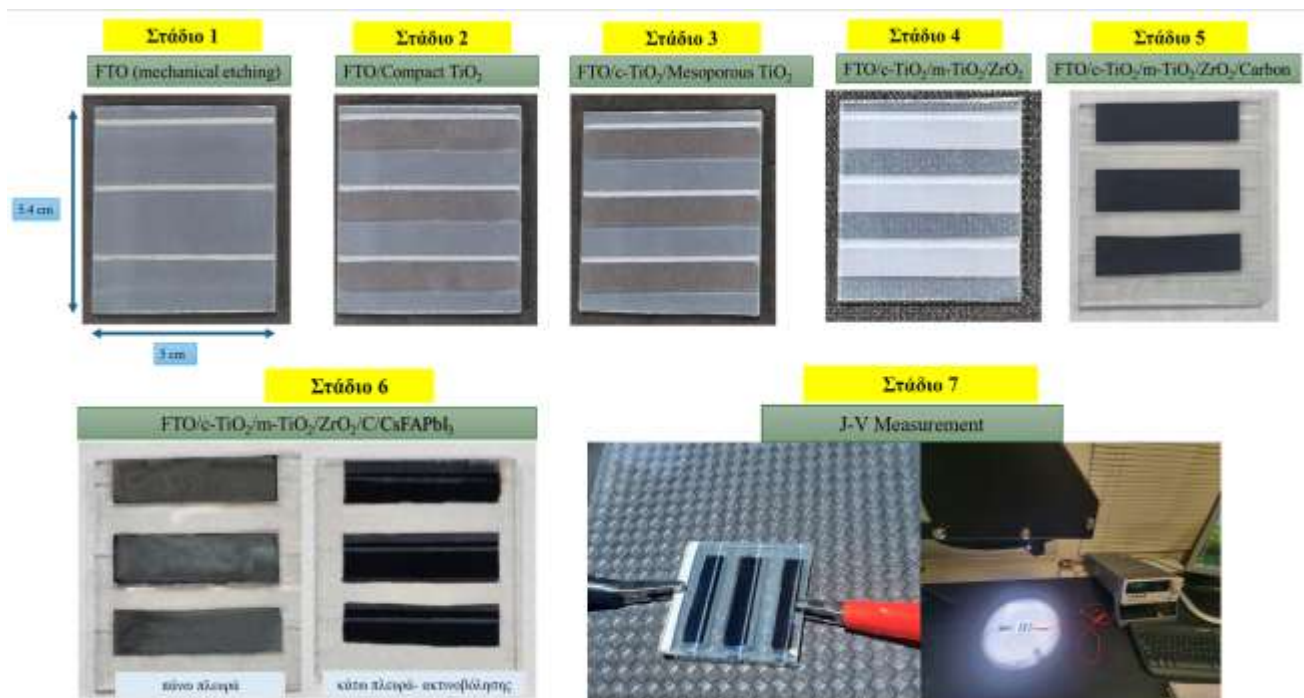 Στάδιο 1
FTO (mechanical etching)
Στάδιο 2
FTO/Compact TiO₂
Στάδιο 3
FTO/c-TiO₂/Mesoporous TiO₂
Στάδιο 4
FTO/c-TiO₂/m-TiO₂/ZrO₂
Στάδιο 5
FTO/c-TiO₂/m-TiO₂/ZrO₂/Carbon
5.4 cm
5 cm
Στάδιο 6
FTO/c-TiO₂/m-TiO₂/ZrO₂/C/CsFAPbI₃
πάνω πλευρά
κάτω πλευρά- ακτινοβόλησης
Στάδιο 7
J-V Measurement